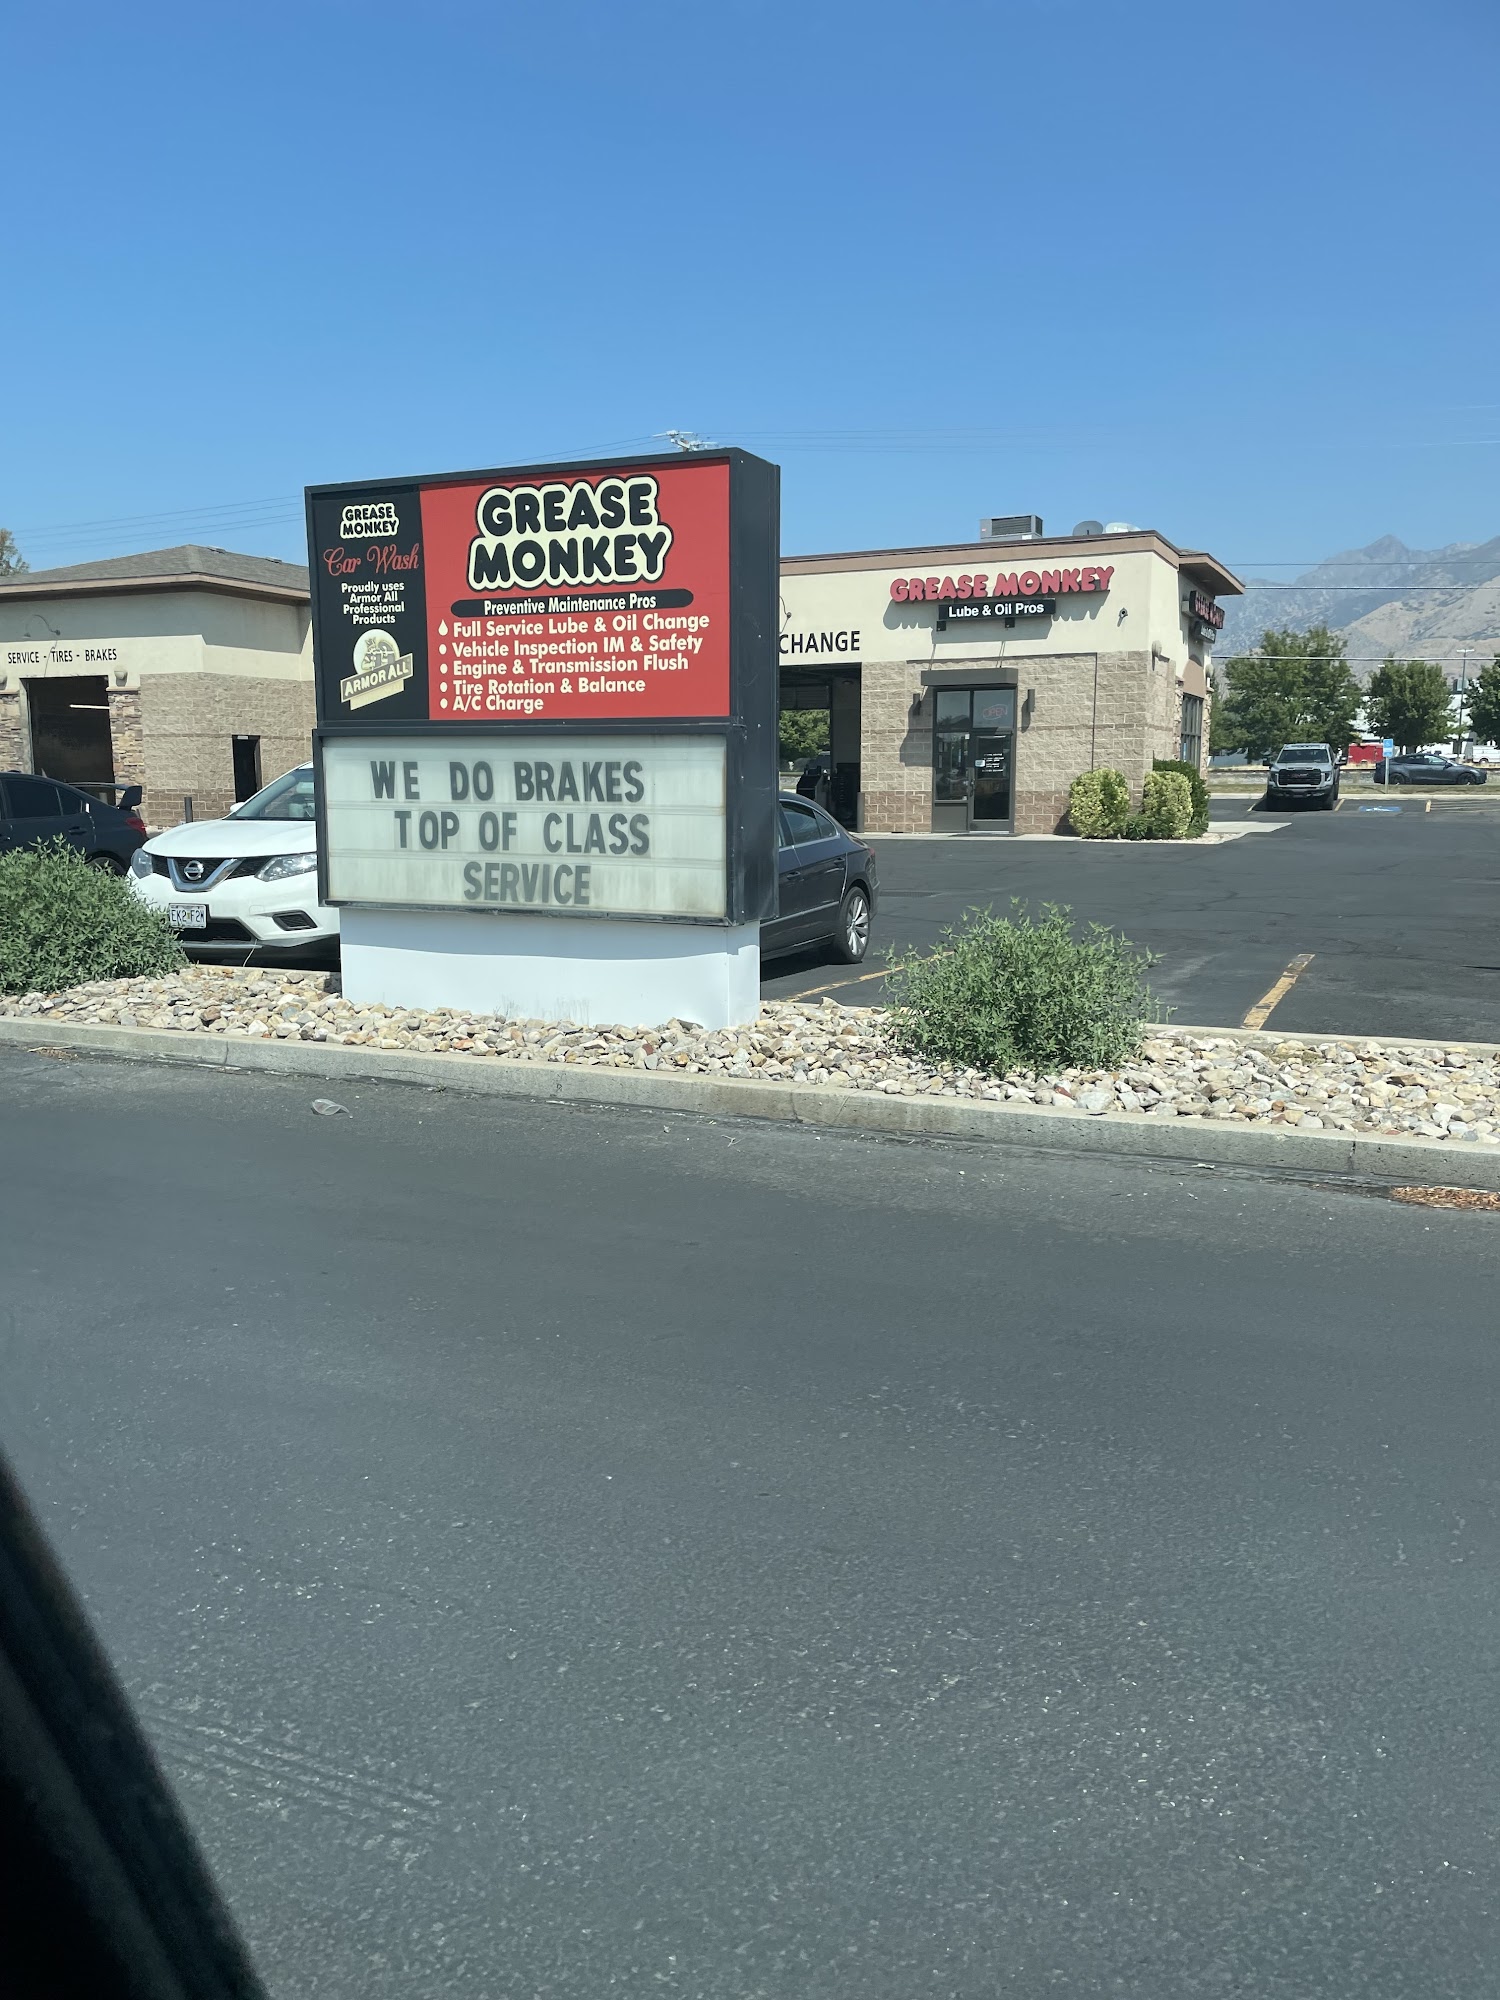 GREASE
MONKEY
Car Wash
Proudly uses
Armor All
Professional
Products
ARMOR ALL
GREASE
MONKEY
Preventive Maintenance Pros
Full Service Lube & Oil Change
• Vehicle Inspection IM & Safety
• Engine & Transmission Flush
• Tire Rotation & Balance
• A/C Charge
WE DO BRAKES
TOP OF CLASS
SERVICE
SERVICE - TIRES - BRAKES
CHANGE
GREASE MONKEY
Lube & Oil Pros
OPEN